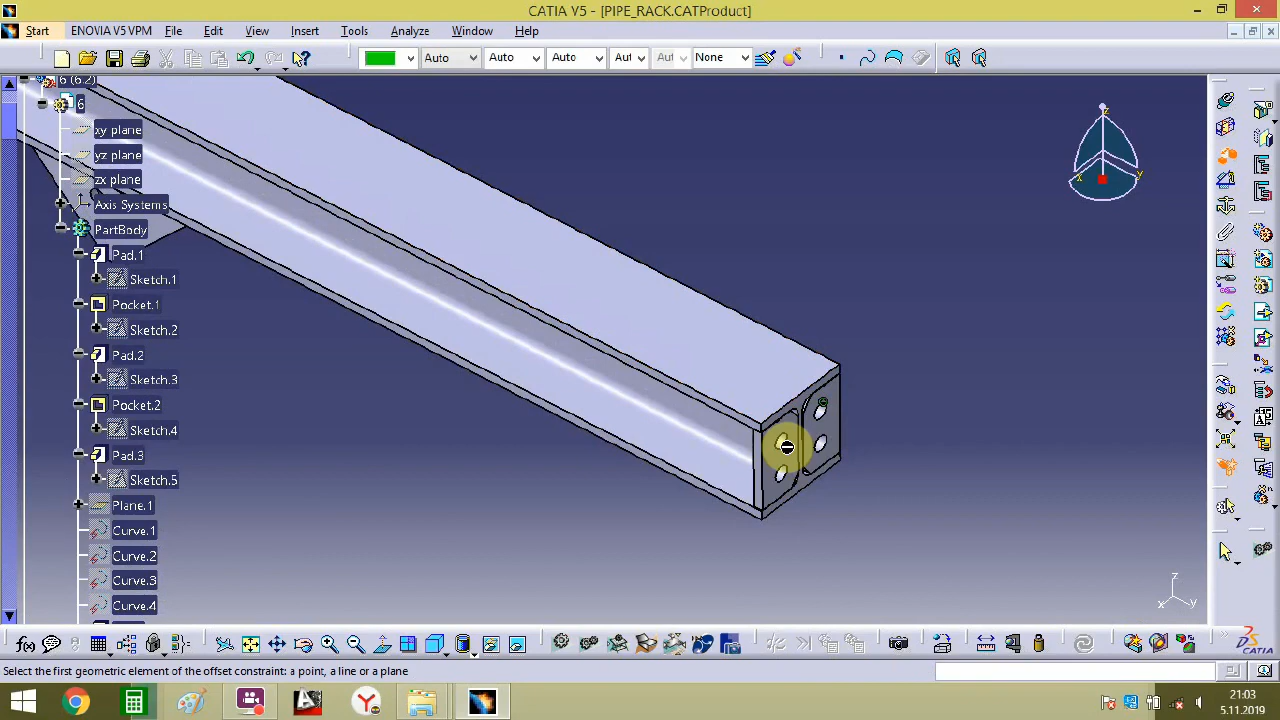 CATIA V5 - [PIPE_RACK.CATProduct]
Start ENOVIA V5 VPM File Edit View Insert Tools Analyze Window Help
Auto Auto Auto Aut Aut None
6 (6.2)
6
xy plane
yz plane
zx plane
Axis Systems
PartBody
Pad.1
Sketch.1
Pocket.1
Sketch.2
Pad.2
Sketch.3
Pocket.2
Sketch.4
Pad.3
Sketch.5
Plane.1
Curve.1
Curve.2
Curve.3
Curve.4
z
x y
z
x y
CATIA
Select the first geometric element of the offset constraint: a point, a line or a plane
21:03
5.11.2019